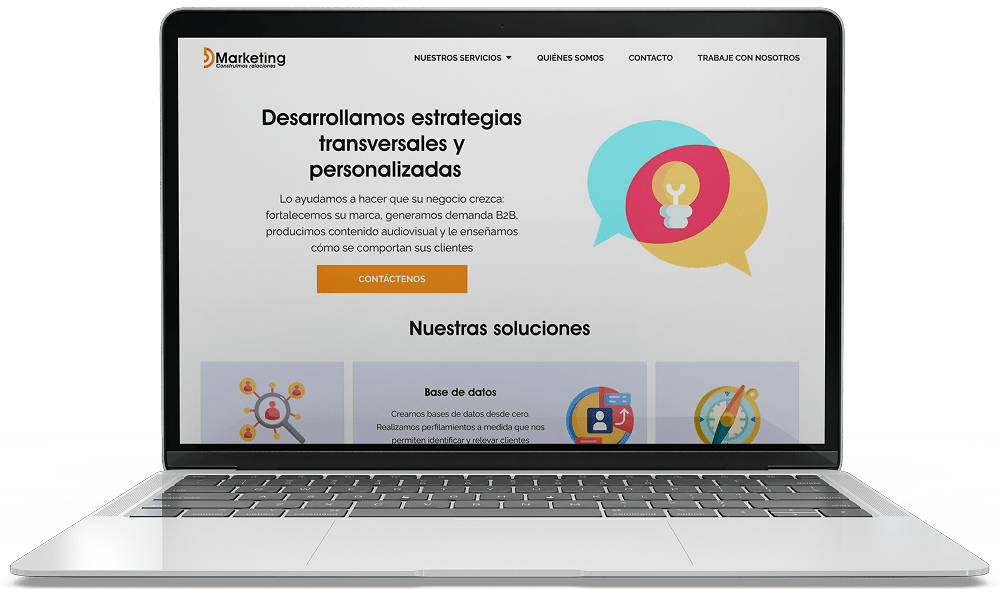 Marketing
Construimos relaciones
NUESTROS SERVICIOS
QUIÉNES SOMOS
CONTACTO
TRABAJE CON NOSOTROS
Desarrollamos estrategias
transversales y
personalizadas
Lo ayudamos a hacer que su negocio crezca:
fortalecemos su marca, generamos demanda B2B,
producimos contenido audiovisual y le enseñamos
cómo se comportan sus clientes
CONTÁCTENOS
Nuestras soluciones
Base de datos
Creamos bases de datos desde cero.
Realizamos perfilamientos a medida que nos
permiten identificar y relevar clientes